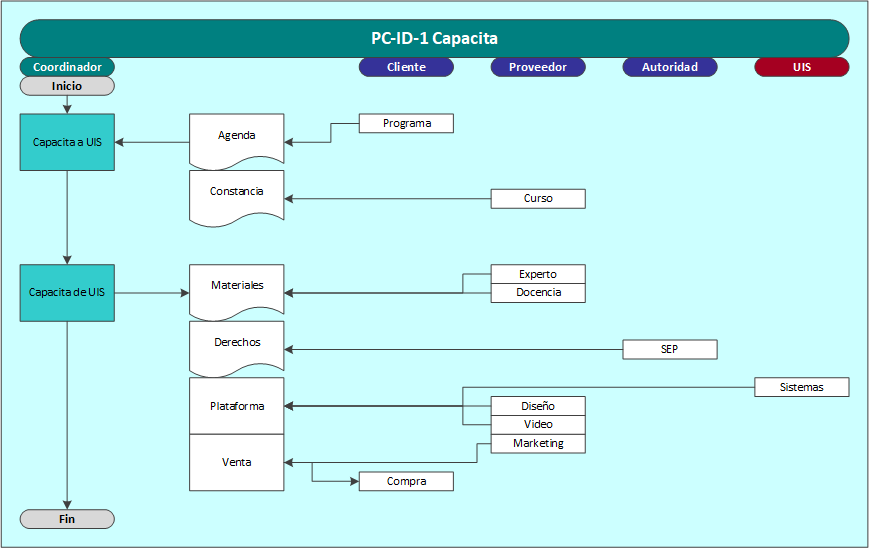 PC-ID-1 Capacita
Coordinador
Cliente
Proveedor
Autoridad
UIS
Inicio
Capacita a UIS
Agenda
Programa
Constancia
Curso
Capacita de UIS
Materiales
Experto
Docencia
Derechos
SEP
Sistemas
Plataforma
Diseño
Video
Marketing
Venta
Compra
Fin